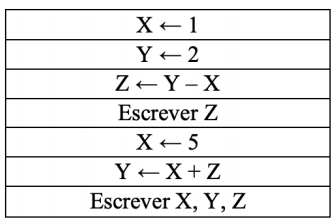 X ← 1
Y ← 2
Z ← Y – X
Escrever Z
X ← 5
Y ← X + Z
Escrever X, Y, Z